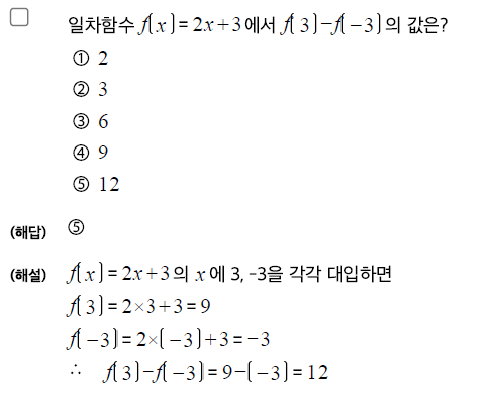 일차함수 f(x)=2x+3에서 f(3)-f(-3)의 값은?
① 2
② 3
③ 6
④ 9
⑤ 12
(해답) ⑤
(해설) f(x)=2x+3의 x에 3, -3을 각각 대입하면
f(3)=2×3+3=9
f(-3)=2×(-3)+3=-3
∴ f(3)-f(-3)=9-(-3)=12